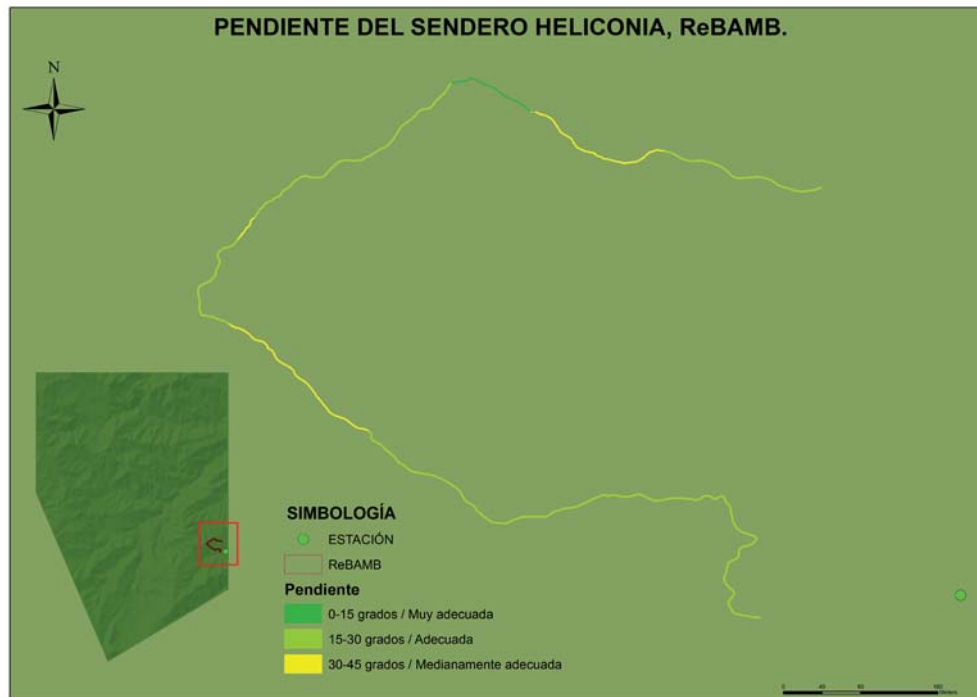 PENDIENTE DEL SENDERO HELICONIA, ReBAMB.
N
SIMBOLOGÍA
ESTACIÓN
ReBAMB
Pendiente
0-15 grados / Muy adecuada
15-30 grados / Adecuada
30-45 grados / Medianamente adecuada
0